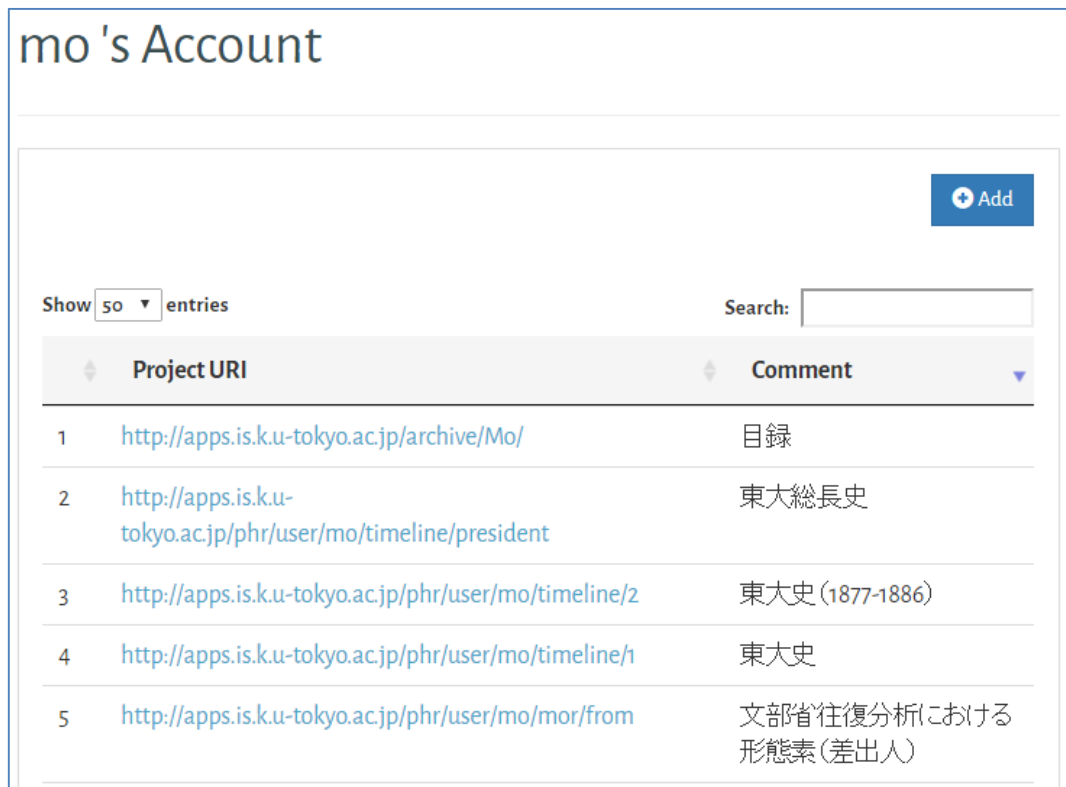 mo 's Account
Add
Show 50 entries
Search:
Project URI Comment
1 http://apps.is.k.u-tokyo.ac.jp/archive/Mo/ 目録
2 http://apps.is.k.u- 東大総長史
tokyo.ac.jp/phr/user/mo/timeline/president
3 http://apps.is.k.u-tokyo.ac.jp/phr/user/mo/timeline/2 東大史(1877-1886)
4 http://apps.is.k.u-tokyo.ac.jp/phr/user/mo/timeline/1 東大史
5 http://apps.is.k.u-tokyo.ac.jp/phr/user/mo/mor/from 文部省往復分析における
形態素(差出人)